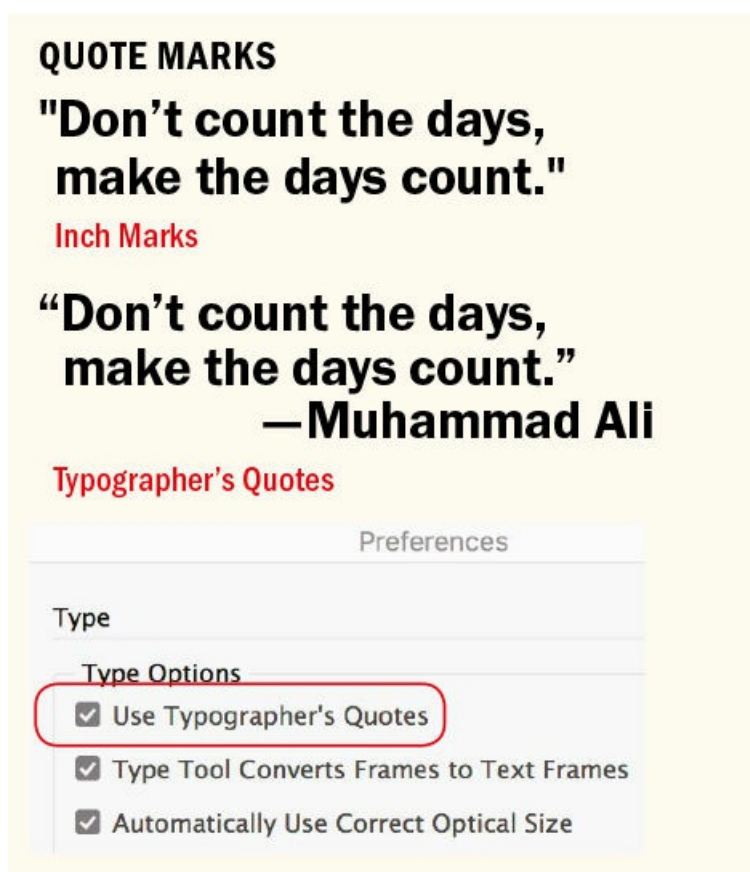 QUOTE MARKS
"Don’t count the days,
make the days count."
Inch Marks
“Don’t count the days,
make the days count.”
—Muhammad Ali
Typographer’s Quotes
Preferences
Type
Type Options
Use Typographer's Quotes
Type Tool Converts Frames to Text Frames
Automatically Use Correct Optical Size